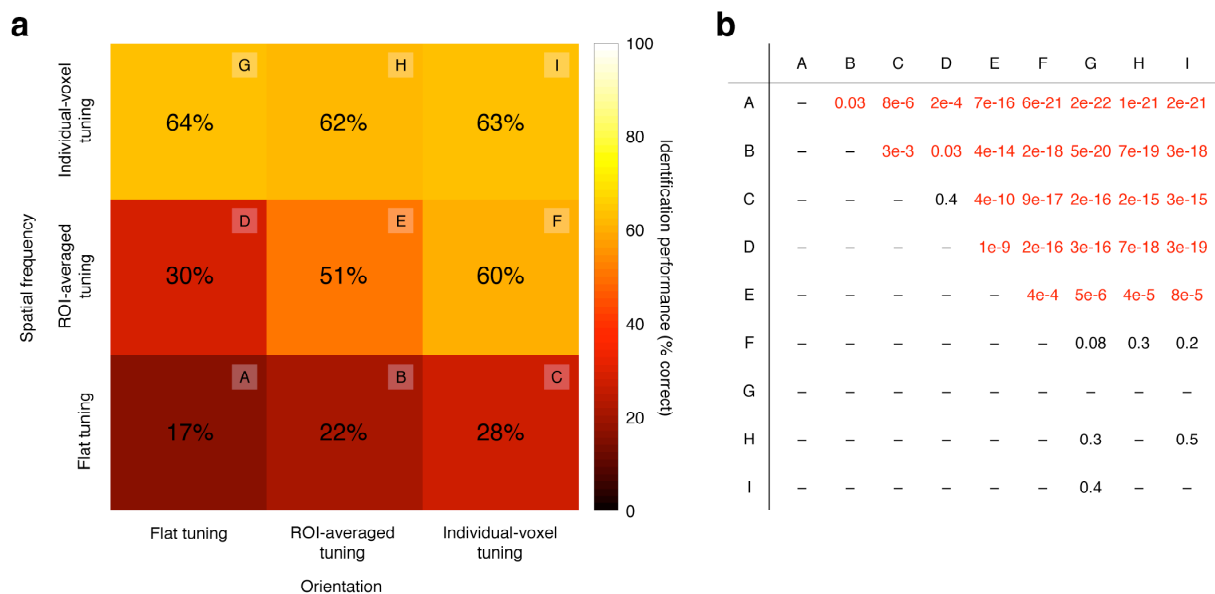 a
Individual-voxel tuning
ROI-averaged tuning
Flat tuning
Spatial frequency
G
H
I
64%
62%
63%
D
E
F
30%
51%
60%
A
B
C
17%
22%
28%
Flat tuning
ROI-averaged tuning
Individual-voxel tuning
Orientation
100
80
60
40
20
0
Identification performance (% correct)
b
A B C D E F G H I
A – 0.03 8e-6 2e-4 7e-16 6e-21 2e-22 1e-21 2e-21
B – – 3e-3 0.03 4e-14 2e-18 5e-20 7e-19 3e-18
C – – – 0.4 4e-10 9e-17 2e-16 2e-15 3e-15
D – – – – 1e-9 2e-16 3e-16 7e-18 3e-19
E – – – – – 4e-4 5e-6 4e-5 8e-5
F – – – – – – 0.08 0.3 0.2
G – – – – – – – – –
H – – – – – – 0.3 – 0.5
I – – – – – – 0.4 – –